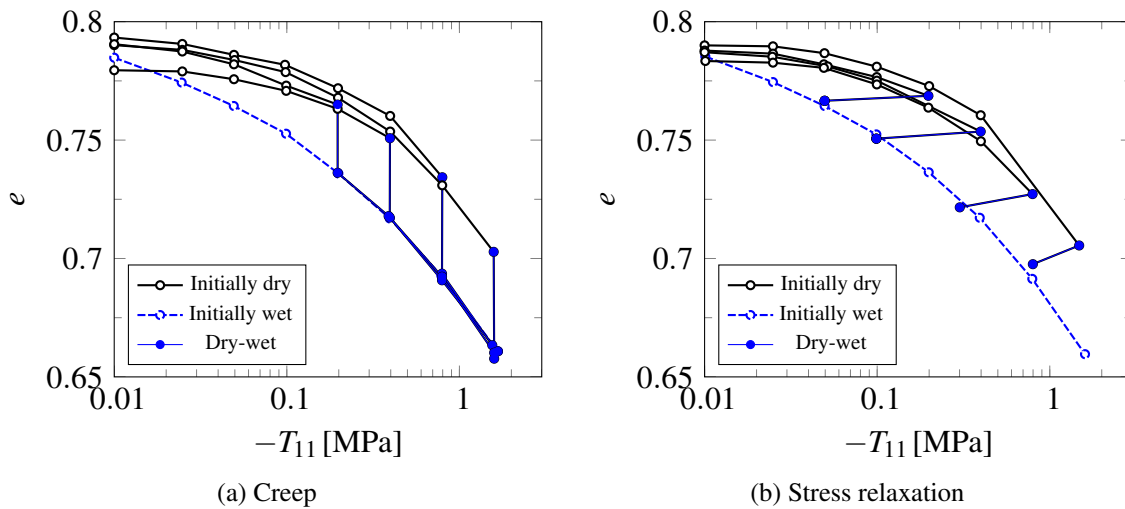 0.8
0.75
0.7
0.65
e
0.01
0.1
1
−T11 [MPa]
Initially dry
Initially wet
Dry-wet
(a) Creep
0.8
0.75
0.7
0.65
e
0.01
0.1
1
−T11 [MPa]
Initially dry
Initially wet
Dry-wet
(b) Stress relaxation